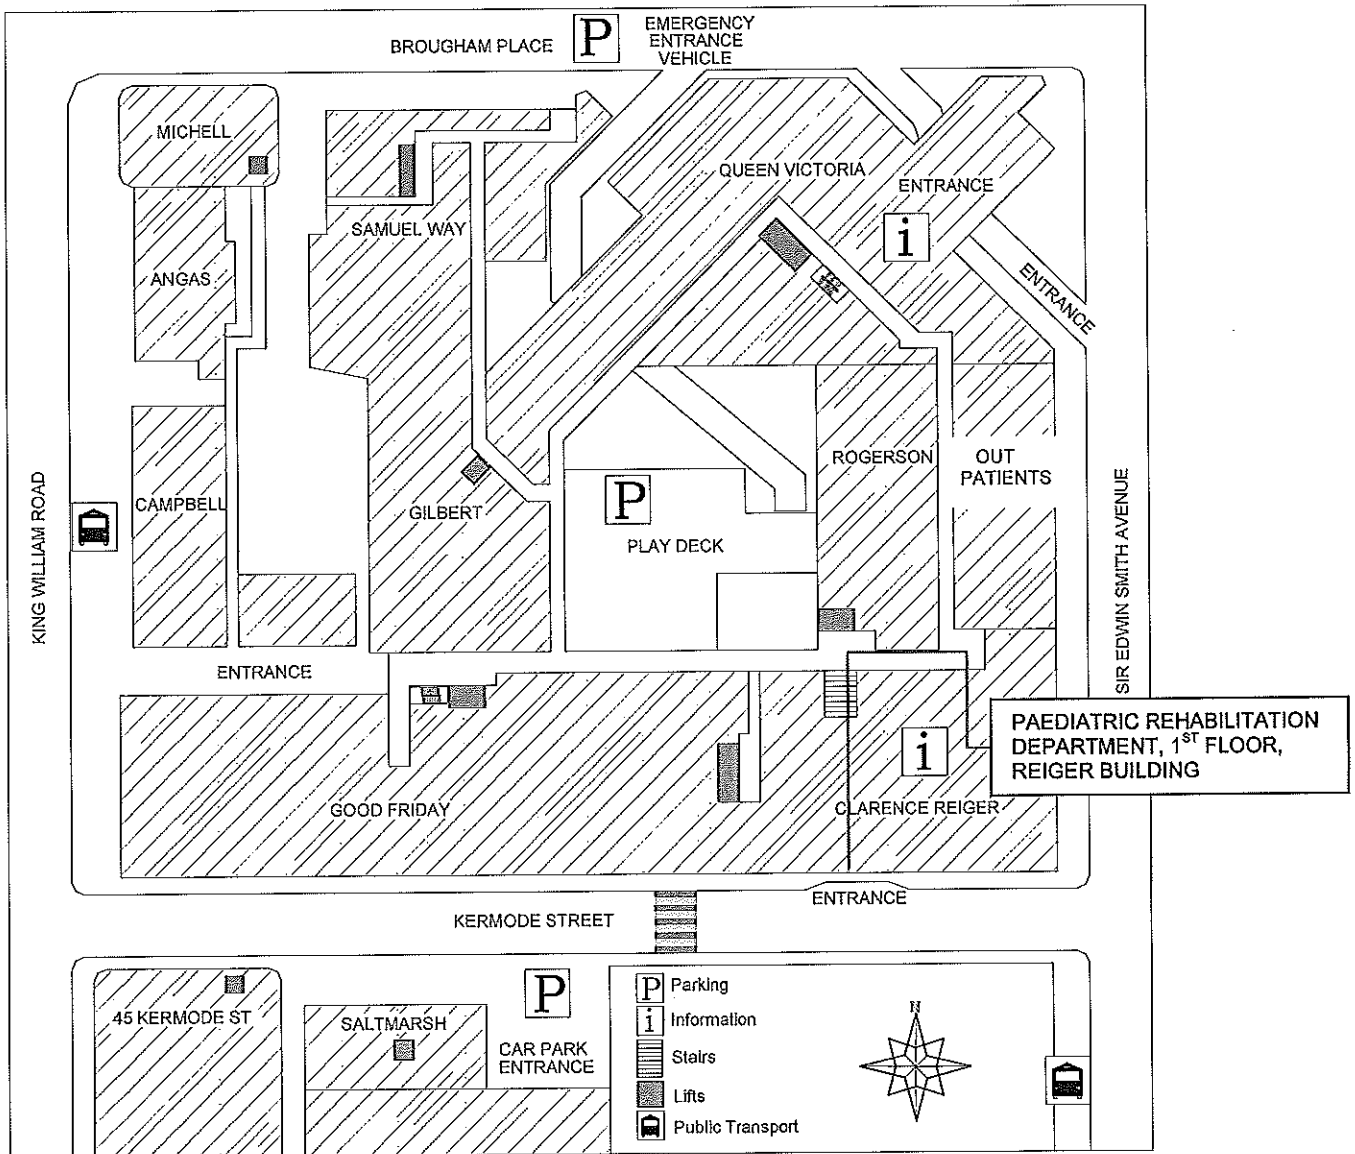 EMERGENCY
ENTRANCE
VEHICLE
BROUGHAM PLACE
P
MICHELL
QUEEN VICTORIA
ENTRANCE
SAMUEL WAY
i
ANGAS
ENTRANCE
ROGERSON
OUT
PATIENTS
CAMPBELL
GILBERT
P
PLAY DECK
KING WILLIAM ROAD
SIR EDWIN SMITH AVENUE
ENTRANCE
PAEDIATRIC REHABILITATION
DEPARTMENT, 1ST FLOOR,
REIGER BUILDING
i
GOOD FRIDAY
CLARENCE REIGER
ENTRANCE
KERMODE STREET
45 KERMODE ST
SALTMARSH
P
CAR PARK
ENTRANCE
P Parking
i Information
Stairs
Lifts
Public Transport
N